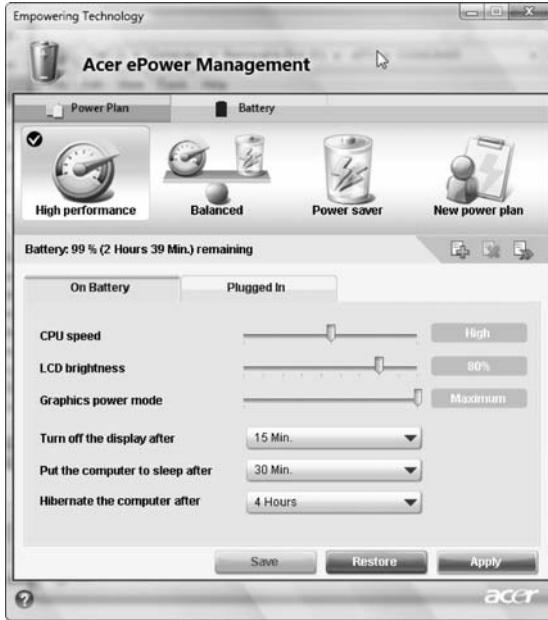 Empowering Technology
Acer ePower Management
Power Plan Battery
High performance Balanced Power saver New power plan
Battery: 99 % (2 Hours 39 Min.) remaining
On Battery Plugged In
CPU speed High
LCD brightness 80%
Graphics power mode Maximum
Turn off the display after 15 Min.
Put the computer to sleep after 30 Min.
Hibernate the computer after 4 Hours
Save Restore Apply
acer